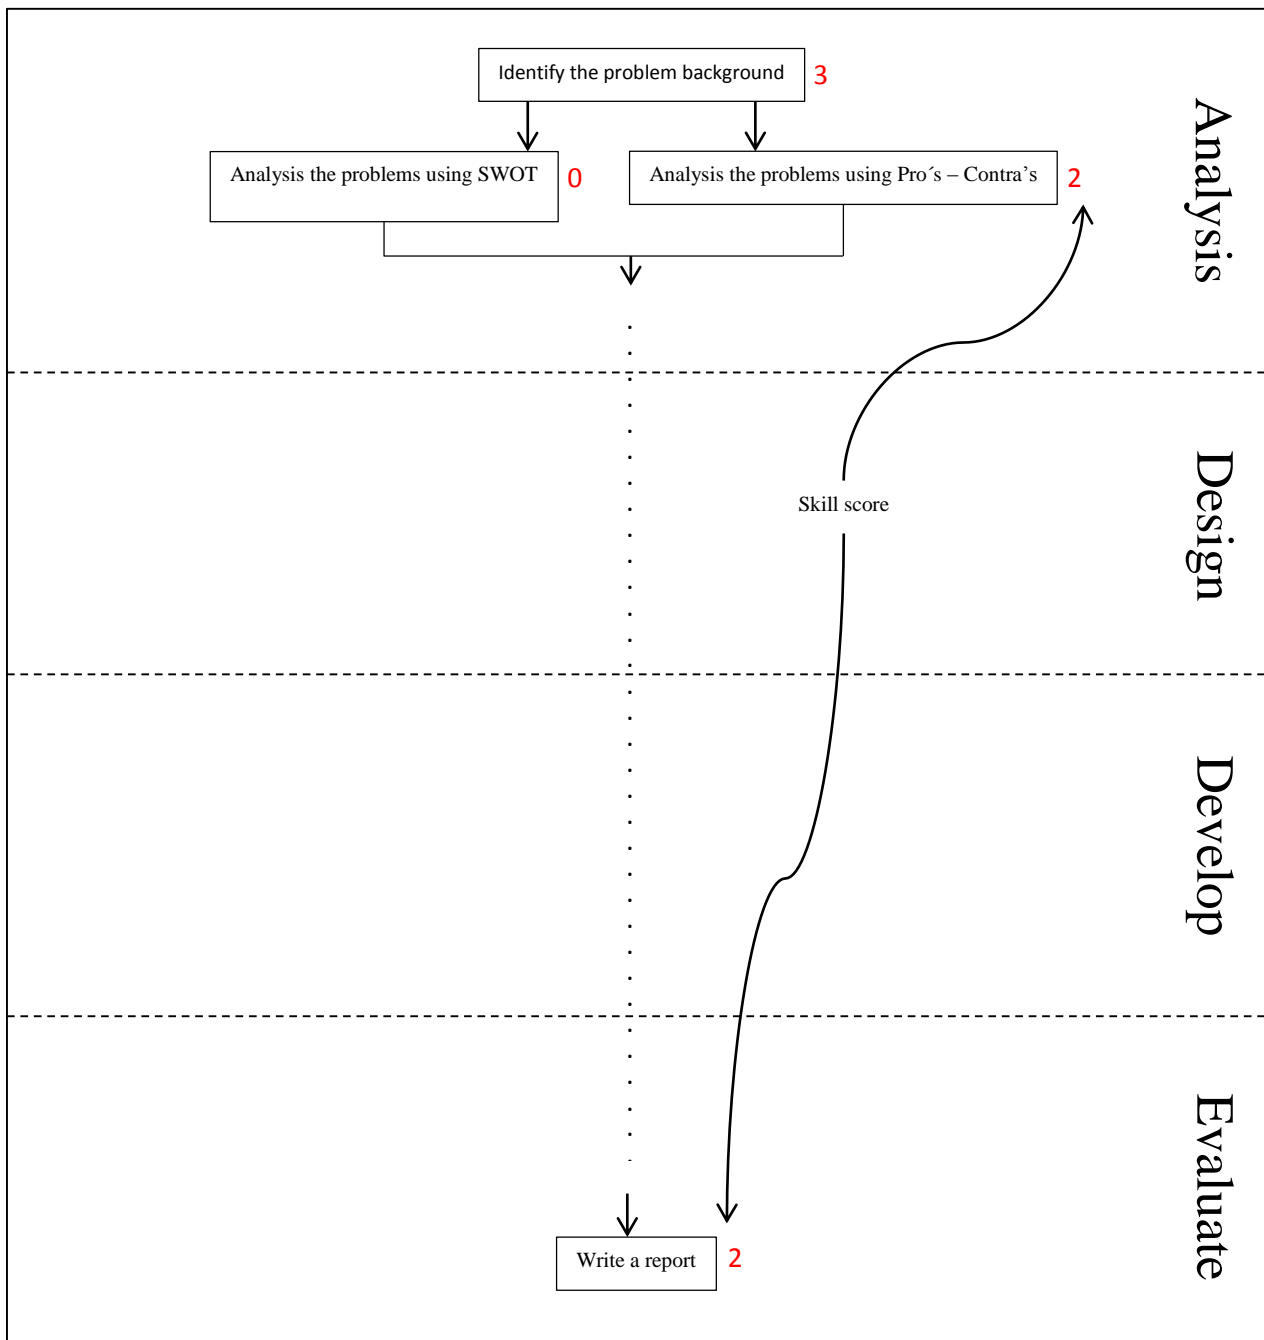 Identify the problem background
3
Analysis the problems using SWOT
0
Analysis the problems using Pro´s – Contra’s
2
Analysis
Skill score
Design
Develop
Evaluate
Write a report
2